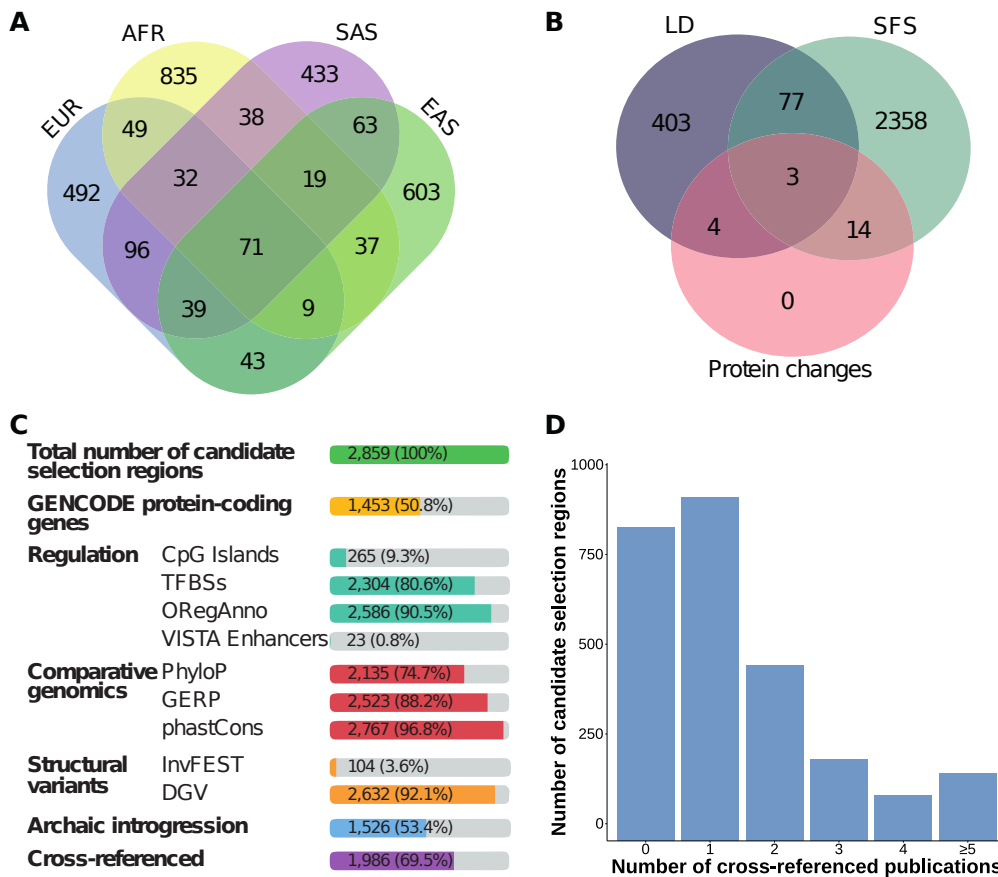 A
AFR
SAS
EUR
EAS
835
433
49
38
63
492
32
19
603
96
71
37
39
9
43
B
LD
SFS
77
403
2358
3
4
14
0
Protein changes
C
Total number of candidate
selection regions
2,859 (100%)
GENCODE protein-coding
genes
1,453 (50.8%)
Regulation
CpG Islands
265 (9.3%)
TFBSs
2,304 (80.6%)
ORegAnno
2,586 (90.5%)
VISTA Enhancers
23 (0.8%)
Comparative
genomics
PhyloP
2,135 (74.7%)
GERP
2,523 (88.2%)
phastCons
2,767 (96.8%)
Structural
variants
InvFEST
104 (3.6%)
DGV
2,632 (92.1%)
Archaic introgression
1,526 (53.4%)
Cross-referenced
1,986 (69.5%)
D
Number of candidate selection regions
1000
750
500
250
0
0 1 2 3 4 ≥5
Number of cross-referenced publications